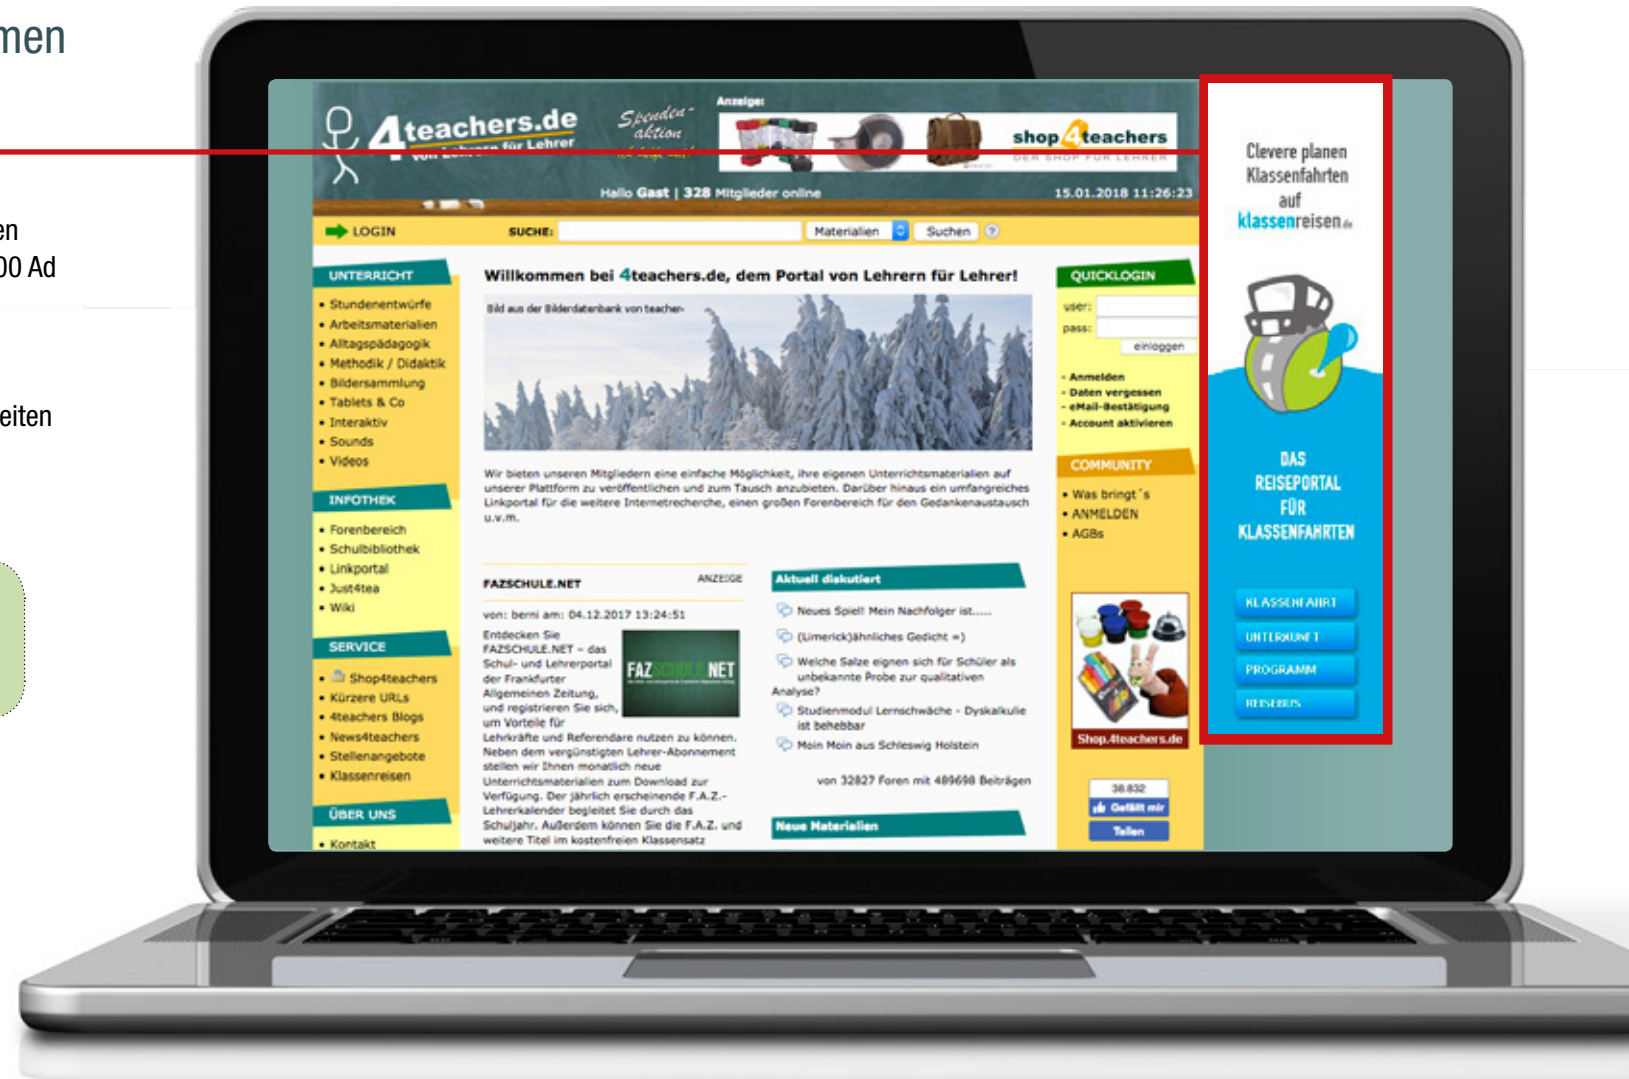 men
en
00 Ad
eiten
4teachers.de
von Lehrern für Lehrer
Spenden-
aktion
Anzeige:
shop4teachers
DER SHOP FÜR LEHRER
Hallo Gast | 328 Mitglieder online
15.01.2018 11:26:23
LOGIN
SUCHE:
Materialien
Suchen
?
UNTERRICHT
• Stundenentwürfe
• Arbeitsmaterialien
• Alltagspädagogik
• Methodik / Didaktik
• Bildersammlung
• Tablets & Co
• Interaktiv
• Sounds
• Videos
INFOTHEK
• Forenbereich
• Schulbibliothek
• Linkportal
• Just4tea
• Wiki
SERVICE
• Shop4teachers
• Kürzere URLs
• 4teachers Blogs
• News4teachers
• Stellenangebote
• Klassenreisen
ÜBER UNS
• Kontakt
Willkommen bei 4teachers.de, dem Portal von Lehrern für Lehrer!
Bild aus der Bilderdatenbank von teacher-
Wir bieten unseren Mitgliedern eine einfache Möglichkeit, ihre eigenen Unterrichtsmaterialien auf
unserer Plattform zu veröffentlichen und zum Tausch anzubieten. Darüber hinaus ein umfangreiches
Linkportal für die weitere Internetrecherche, einen großen Forenbereich für den Gedankenaustausch
u.v.m.
FAZSCHULE.NET
ANZEIGE
von: berni am: 04.12.2017 13:24:51
Entdecken Sie
FAZSCHULE.NET – das
Schul- und Lehrerportal
der Frankfurter
Allgemeinen Zeitung,
und registrieren Sie sich,
um Vorteile für
Lehrkräfte und Referendare nutzen zu können.
Neben dem vergünstigten Lehrer-Abonnement
stellen wir Ihnen monatlich neue
Unterrichtsmaterialien zum Download zur
Verfügung. Der jährlich erscheinende F.A.Z.-
Lehrerkalender begleitet Sie durch das
Schuljahr. Außerdem können Sie die F.A.Z. und
weitere Titel im kostenfreien Klassensatz
FAZSCHULE.NET
Aktuell diskutiert
Neues Spiel! Mein Nachfolger ist.....
(Limerick)ähnliches Gedicht =)
Welche Salze eignen sich für Schüler als
unbekannte Probe zur qualitativen
Analyse?
Studienmodul Lernschwäche - Dyskalkulie
ist behebbar
Moin Moin aus Schleswig Holstein
von 32827 Foren mit 489698 Beiträgen
Neue Materialien
QUICKLOGIN
user:
pass:
einloggen
- Anmelden
- Daten vergessen
- eMail-Bestätigung
- Account aktivieren
COMMUNITY
• Was bringt´s
• ANMELDEN
• AGBs
Shop.4teachers.de
38.832
Gefällt mir
Teilen
Clevere planen
Klassenfahrten
auf
klassenreisen.de
DAS
REISEPORTAL
FÜR
KLASSENFAHRTEN
KLASSENFAHRT
UNTERKUNFT
PROGRAMM
REISEBUS